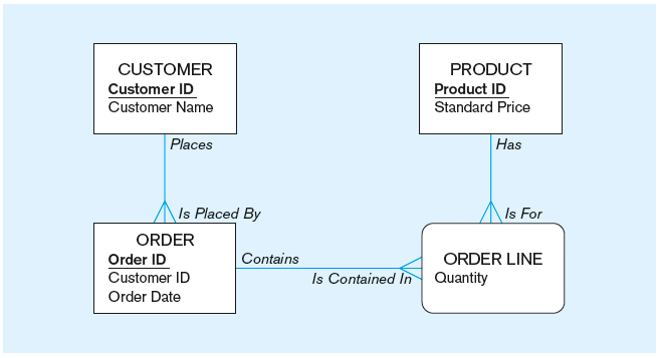 CUSTOMER
Customer ID
Customer Name
PRODUCT
Product ID
Standard Price
Places
Has
Is Placed By
Is For
ORDER
Order ID
Customer ID
Order Date
Contains
Is Contained In
ORDER LINE
Quantity